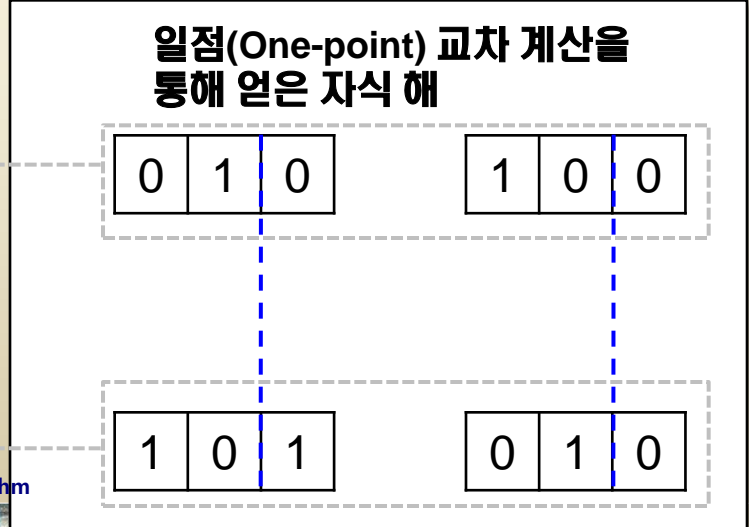 일점(One-point) 교차 계산을
통해 얻은 자식 해
0 1 0 1 0 0
1 0 1 0 1 0
hm